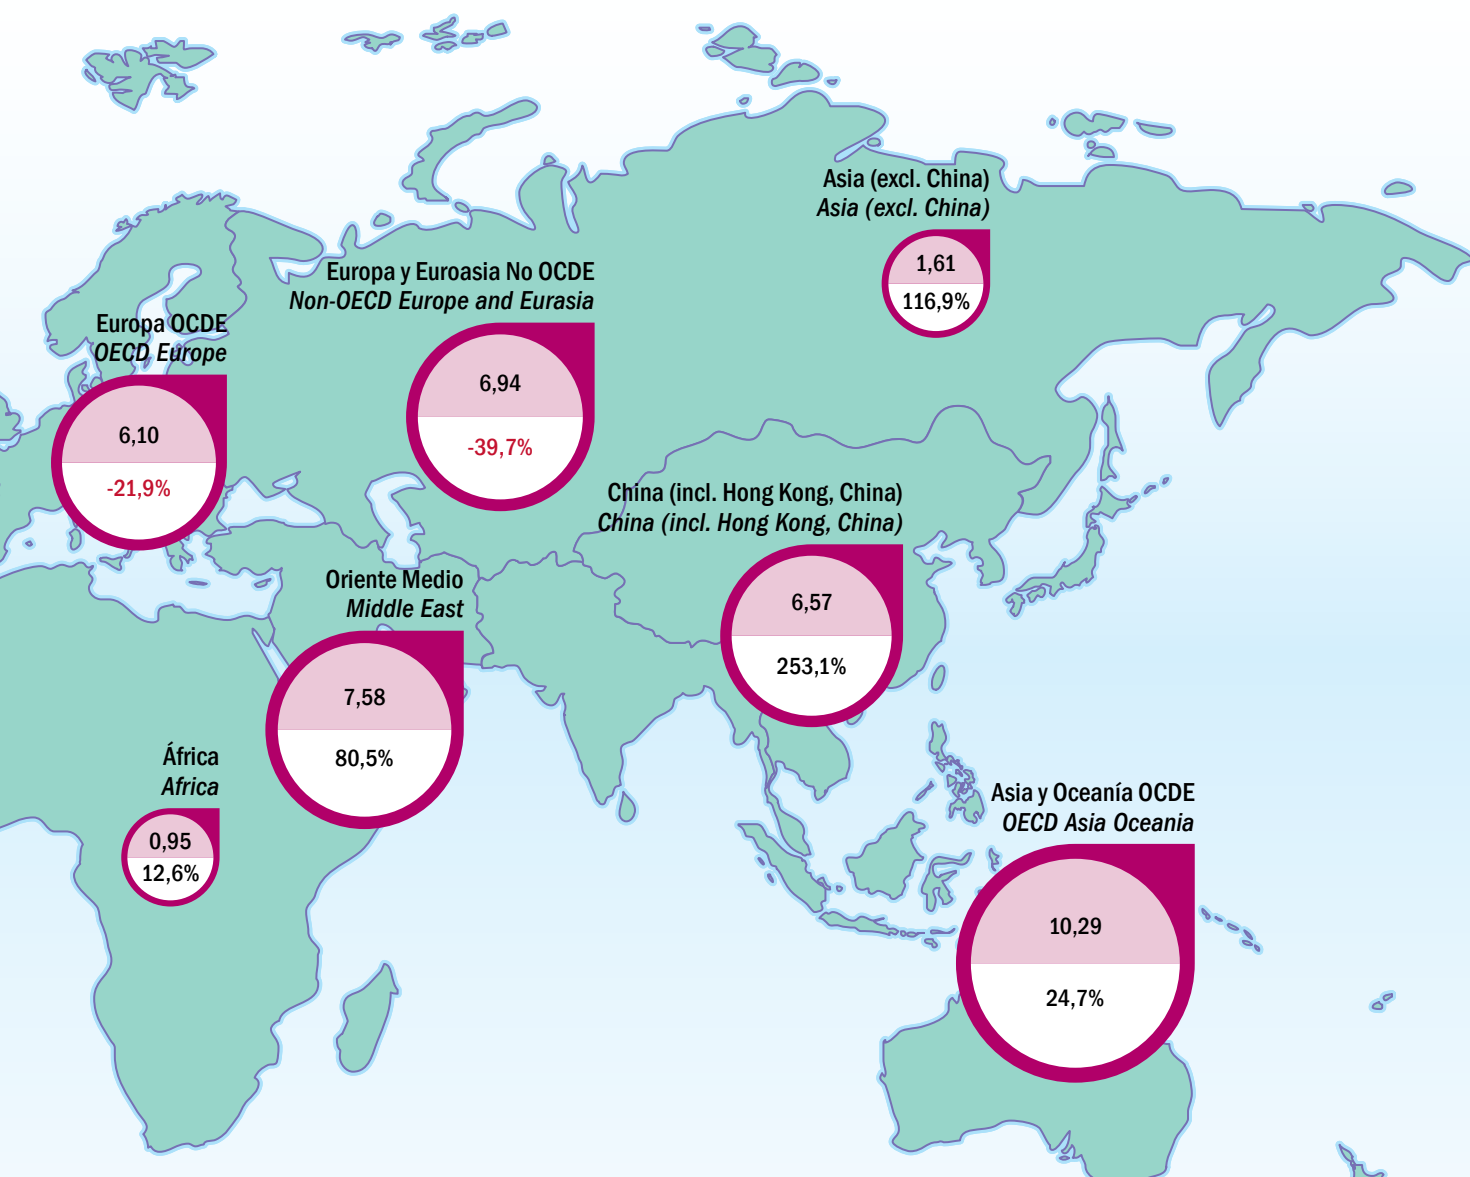 Asia (excl. China)
Asia (excl. China)
1,61
116,9%
Europa y Euroasia No OCDE
Non-OECD Europe and Eurasia
6,94
-39,7%
Europa OCDE
OECD Europe
6,10
-21,9%
China (incl. Hong Kong, China)
China (incl. Hong Kong, China)
6,57
253,1%
Oriente Medio
Middle East
7,58
80,5%
África
Africa
0,95
12,6%
Asia y Oceanía OCDE
OECD Asia Oceania
10,29
24,7%